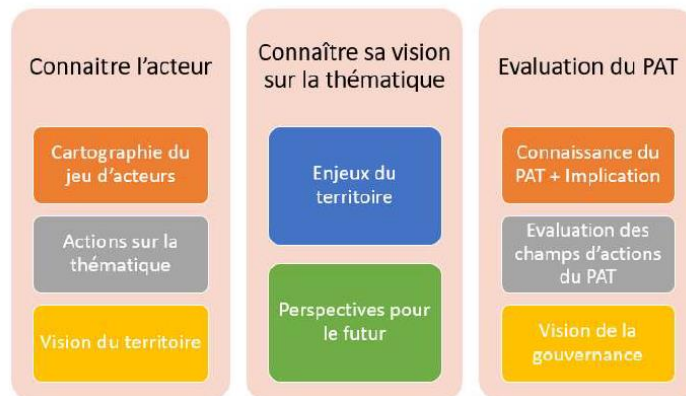 Connaitre l'acteur
Cartographie du
jeu d'acteurs
Actions sur la
thématique
Vision du territoire
Connaître sa vision
sur la thématique
Enjeux du
territoire
Perspectives pour
le futur
Evaluation du PAT
Connaissance du
PAT + Implication
Evaluation des
champs d'actions
du PAT
Vision de la
gouvernance